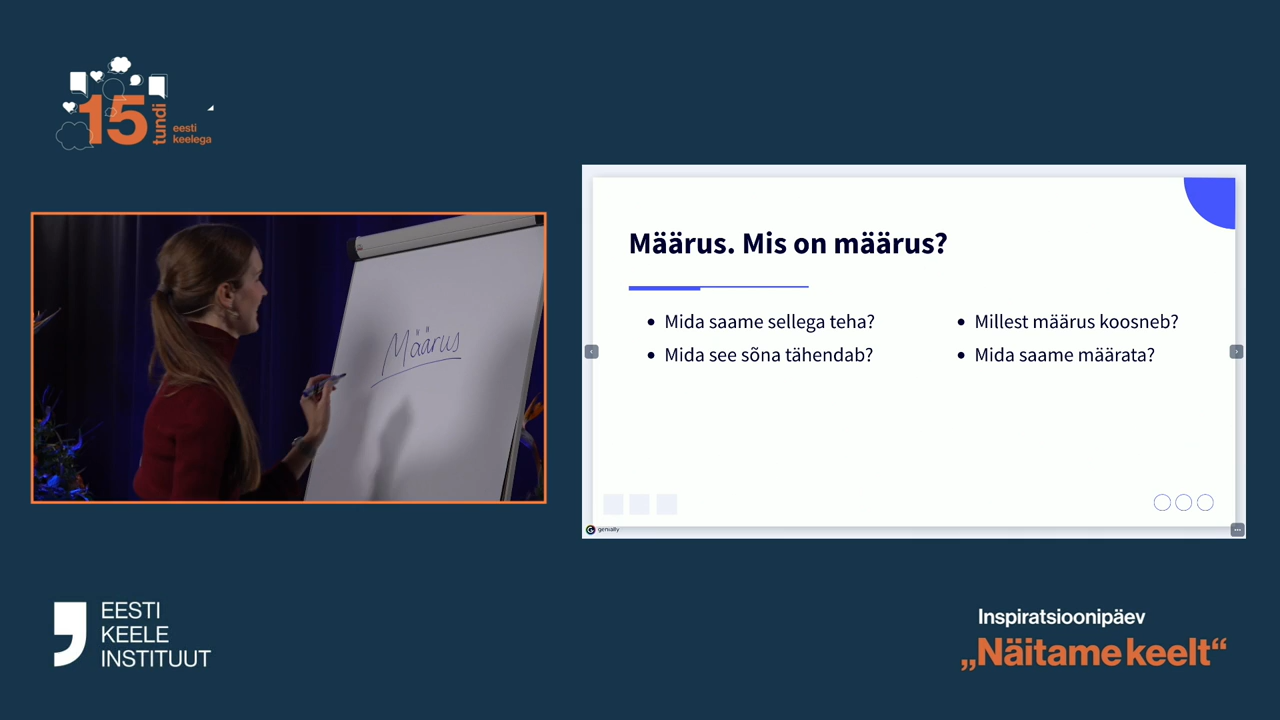 15
tundi
eesti
keelega
Määrus
Määrus. Mis on määrus?
Mida saame sellega teha?
Mida see sõna tähendab?
Millest määrus koosneb?
Mida saame määrata?
genially
EESTI
KEELE
INSTITUUT
Inspiratsioonipäev
„Näitame keelt“